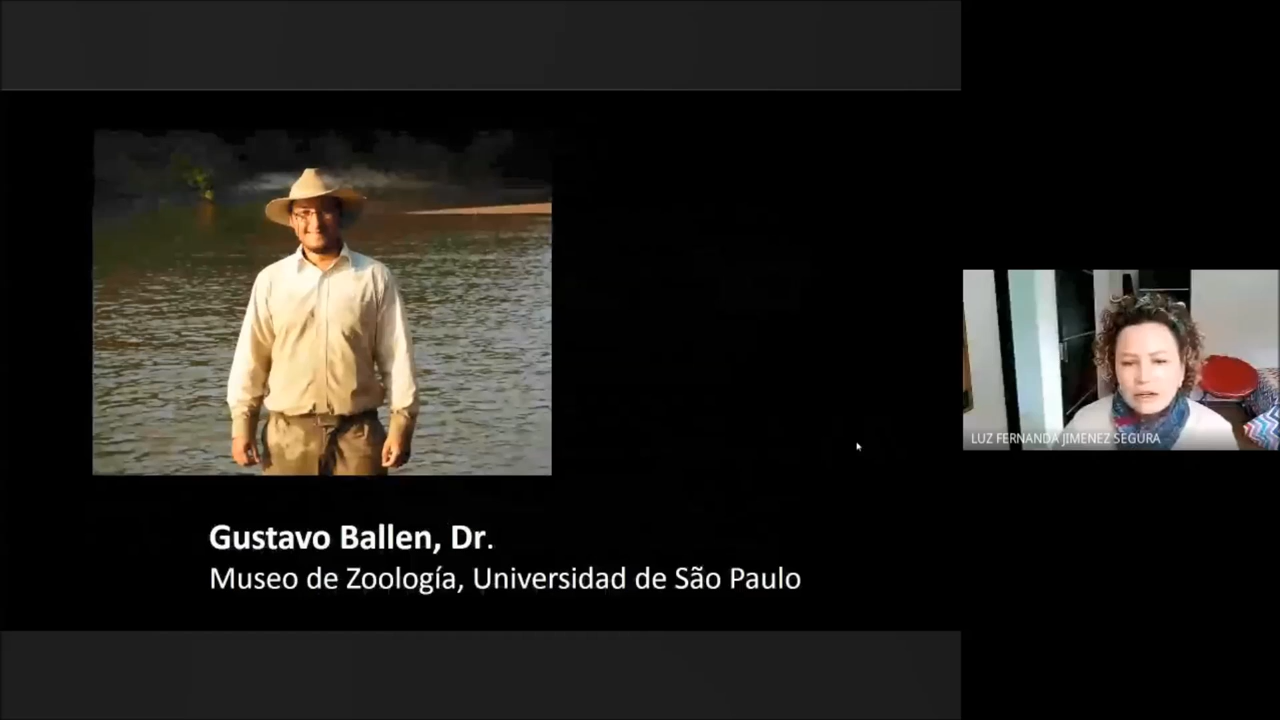 Gustavo Ballen, Dr.
Museo de Zoología, Universidad de São Paulo
LUZ FERNANDA JIMENEZ SEGURA